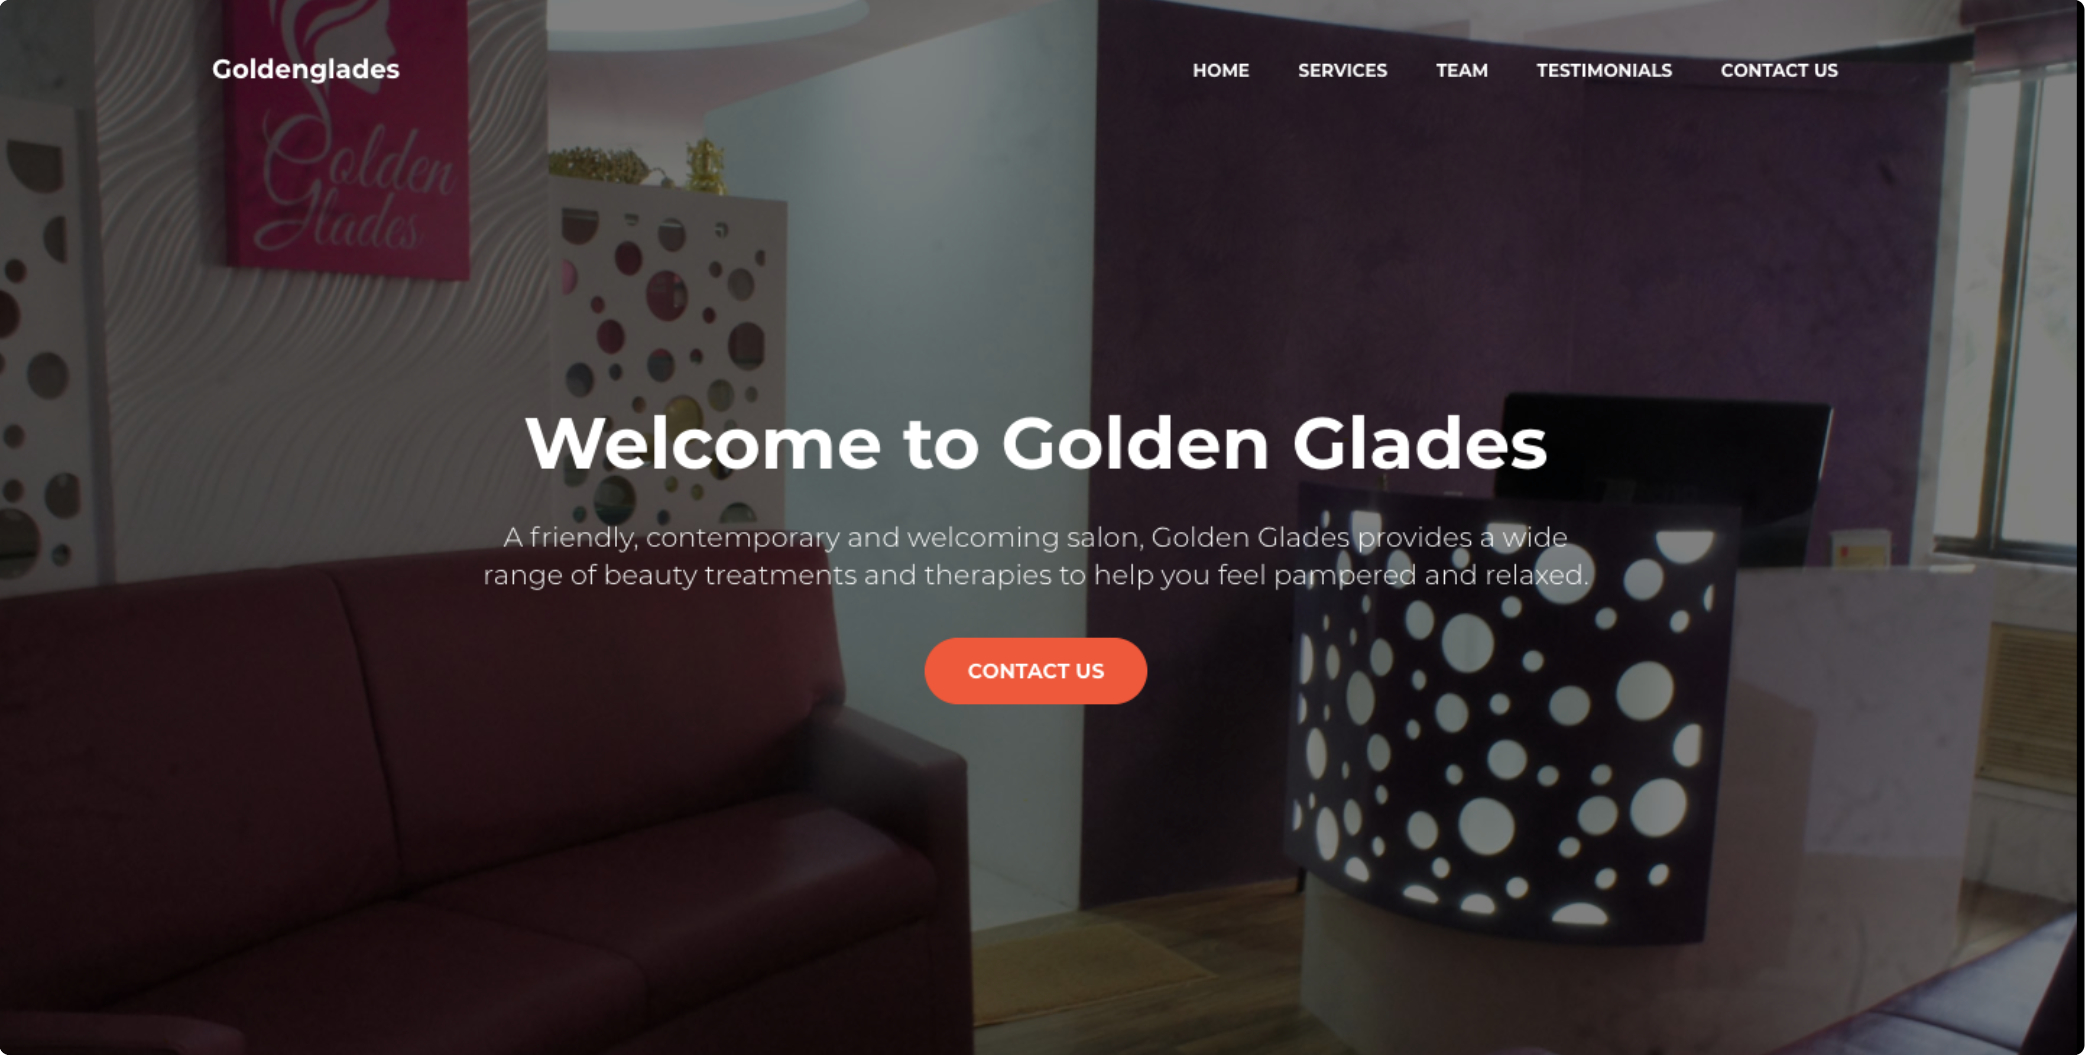 Goldenglades
HOME SERVICES TEAM TESTIMONIALS CONTACT US
Golden
Glades
Welcome to Golden Glades
A friendly, contemporary and welcoming salon, Golden Glades provides a wide
range of beauty treatments and therapies to help you feel pampered and relaxed.
CONTACT US